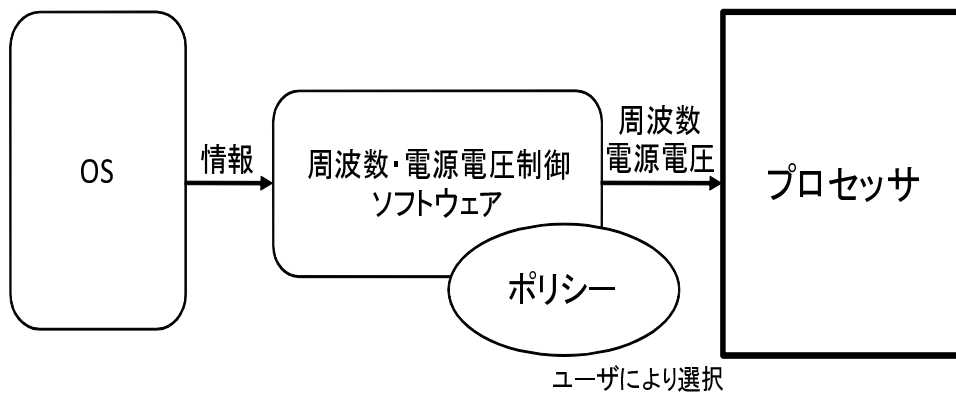 OS
情報
周波数・電源電圧制御
ソフトウェア
周波数
電源電圧
プロセッサ
ポリシー
ユーザにより選択